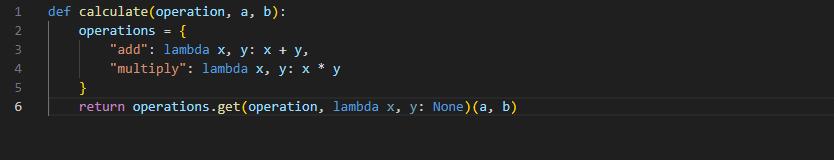 1 def calculate(operation, a, b):
2     operations = {
3         "add": lambda x, y: x + y,
4         "multiply": lambda x, y: x * y
5     }
6     return operations.get(operation, lambda x, y: None)(a, b)